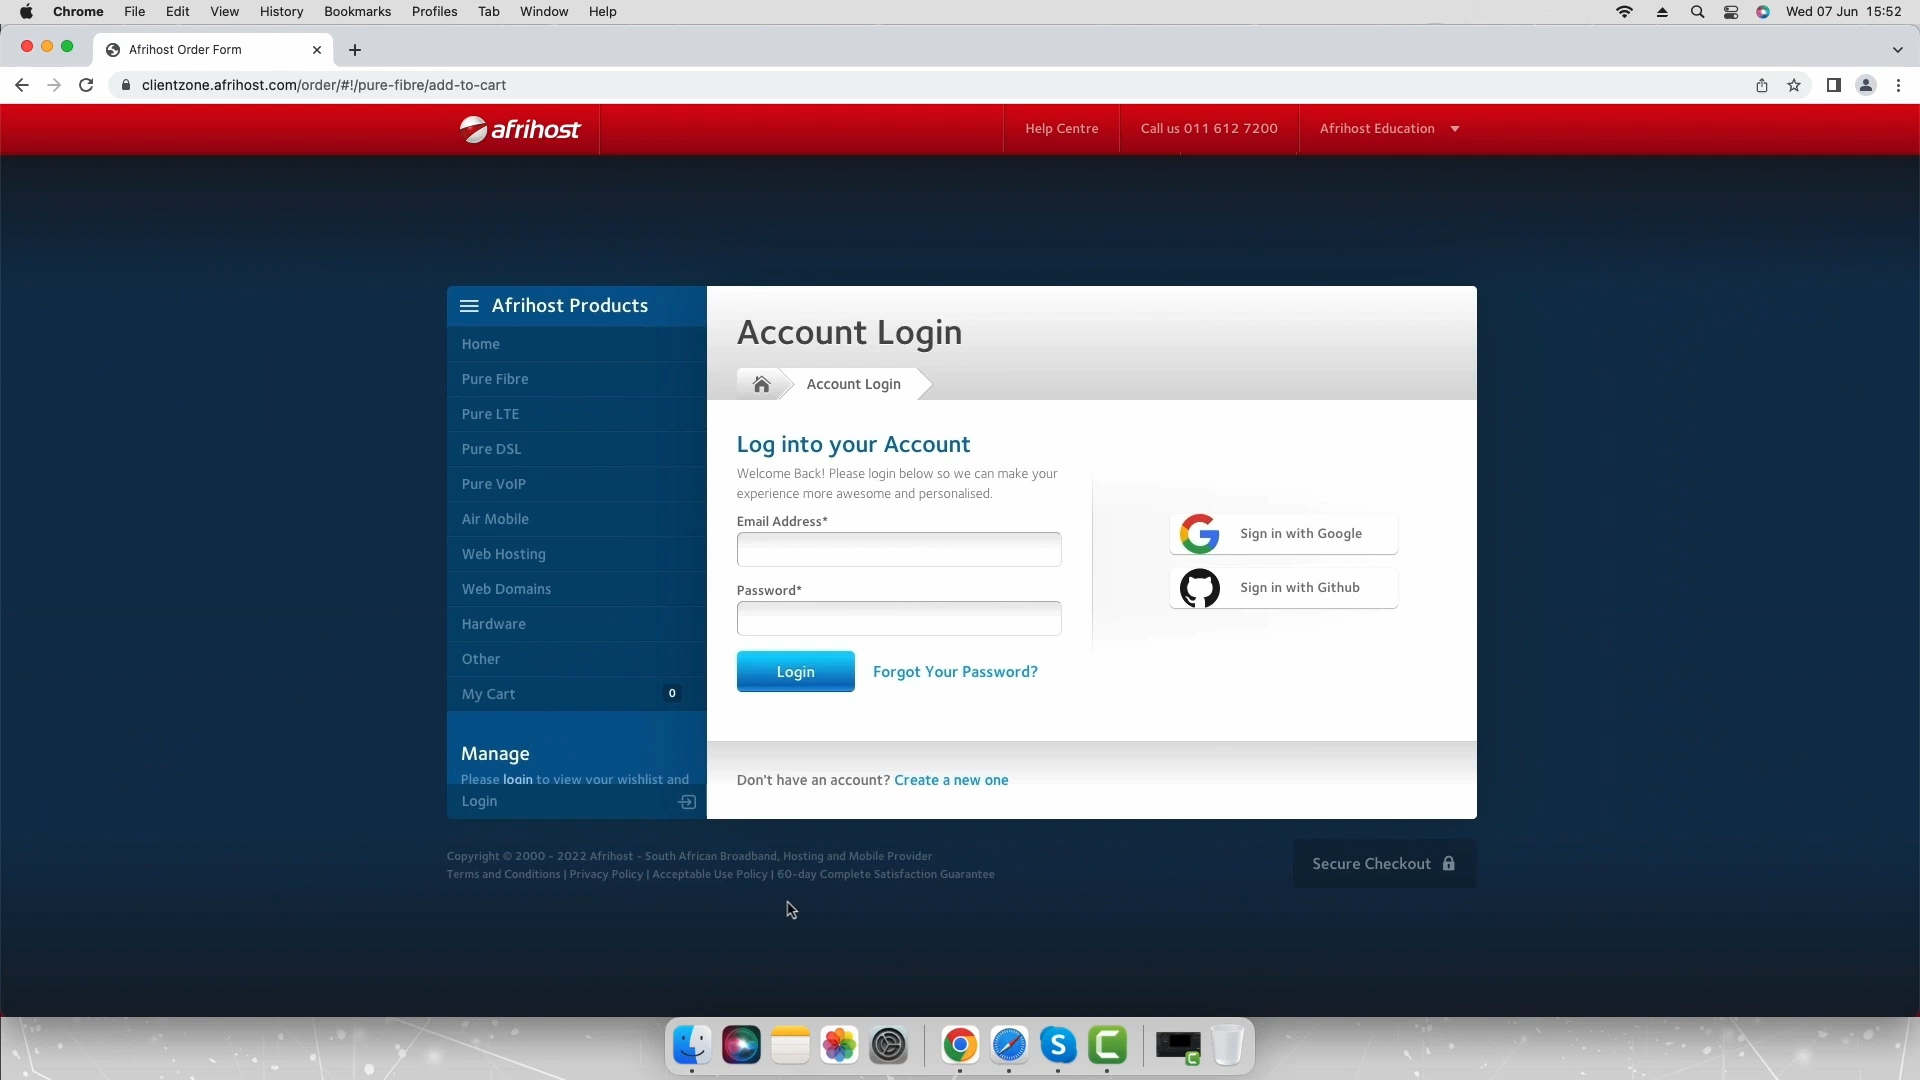 Chrome File Edit View History Bookmarks Profiles Tab Window Help Wed 07 Jun 15:52
Afrihost Order Form
clientzone.afrihost.com/order/#!/pure-fibre/add-to-cart
afrihost Help Centre Call us 011 612 7200 Afrihost Education
Afrihost Products
Home
Pure Fibre
Pure LTE
Pure DSL
Pure VoIP
Air Mobile
Web Hosting
Web Domains
Hardware
Other
My Cart 0
Manage
Please login to view your wishlist and
Login
Account Login
Account Login
Log into your Account
Welcome Back! Please login below so we can make your
experience more awesome and personalised.
Email Address*
Password*
Login Forgot Your Password?
Sign in with Google
Sign in with Github
Don't have an account? Create a new one
Copyright © 2000 - 2022 Afrihost - South African Broadband, Hosting and Mobile Provider
Terms and Conditions | Privacy Policy | Acceptable Use Policy | 60-day Complete Satisfaction Guarantee
Secure Checkout